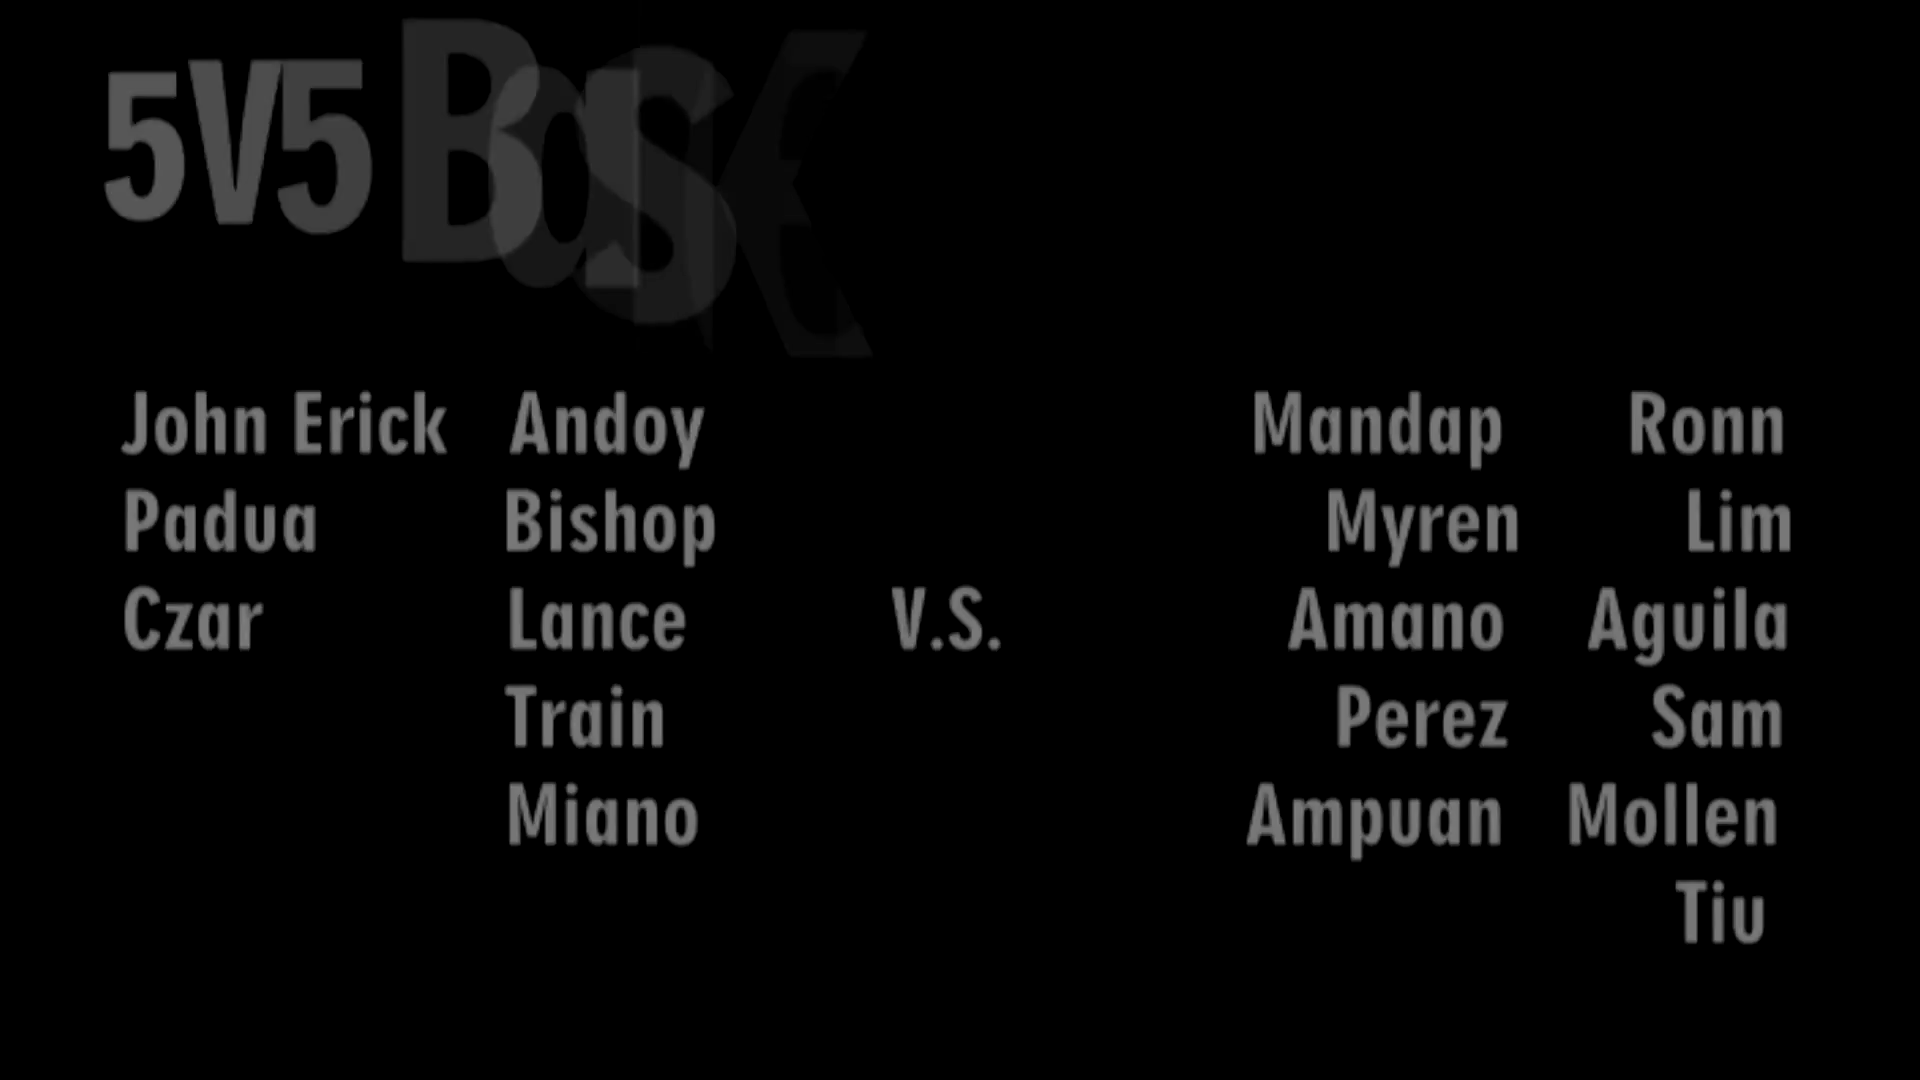 5V5 Bask
John Erick Andoy Mandap Ronn
Padua Bishop Myren Lim
Czar Lance V.S. Amano Aguila
Train Perez Sam
Miano Ampuan Mollen
Tiu